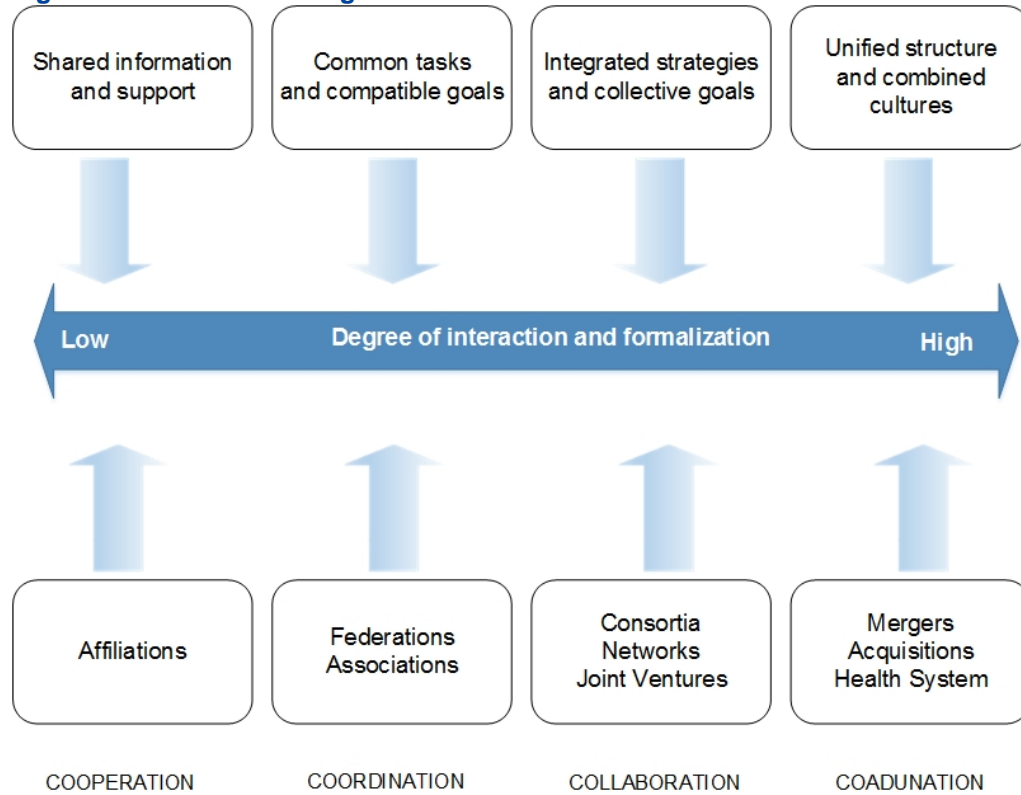 Shared information
and support
Common tasks
and compatible goals
Integrated strategies
and collective goals
Unified structure
and combined
cultures
Low
Degree of interaction and formalization
High
Affiliations
Federations
Associations
Consortia
Networks
Joint Ventures
Mergers
Acquisitions
Health System
COOPERATION
COORDINATION
COLLABORATION
COADUNATION